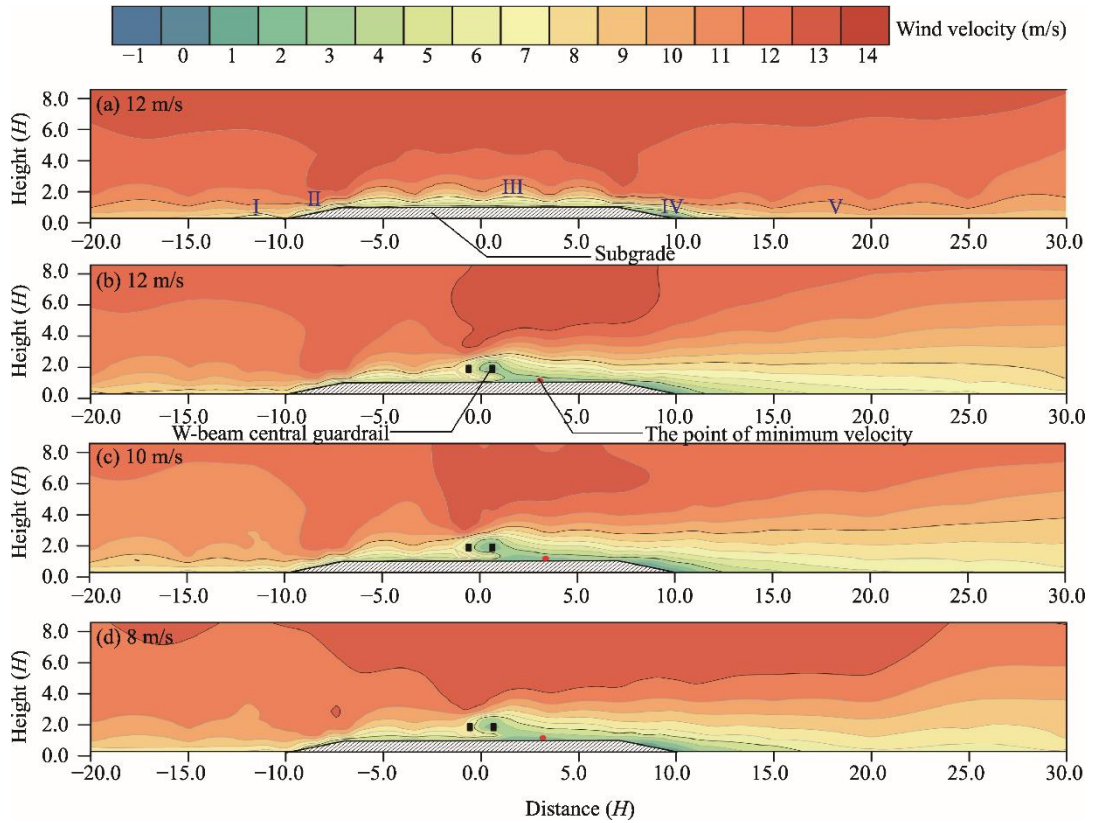 Wind velocity (m/s)
−1 0 1 2 3 4 5 6 7 8 9 10 11 12 13 14
(a) 12 m/s
Height (H)
8.0
6.0
4.0
2.0
0.0
I II III IV V
−20.0 −15.0 −10.0 −5.0 0.0 5.0 10.0 15.0 20.0 25.0 30.0
Subgrade
(b) 12 m/s
Height (H)
8.0
6.0
4.0
2.0
0.0
−20.0 −15.0 −10.0 −5.0 0.0 5.0 10.0 15.0 20.0 25.0 30.0
W-beam central guardrail
The point of minimum velocity
(c) 10 m/s
Height (H)
8.0
6.0
4.0
2.0
0.0
−20.0 −15.0 −10.0 −5.0 0.0 5.0 10.0 15.0 20.0 25.0 30.0
(d) 8 m/s
Height (H)
8.0
6.0
4.0
2.0
0.0
−20.0 −15.0 −10.0 −5.0 0.0 5.0 10.0 15.0 20.0 25.0 30.0
Distance (H)